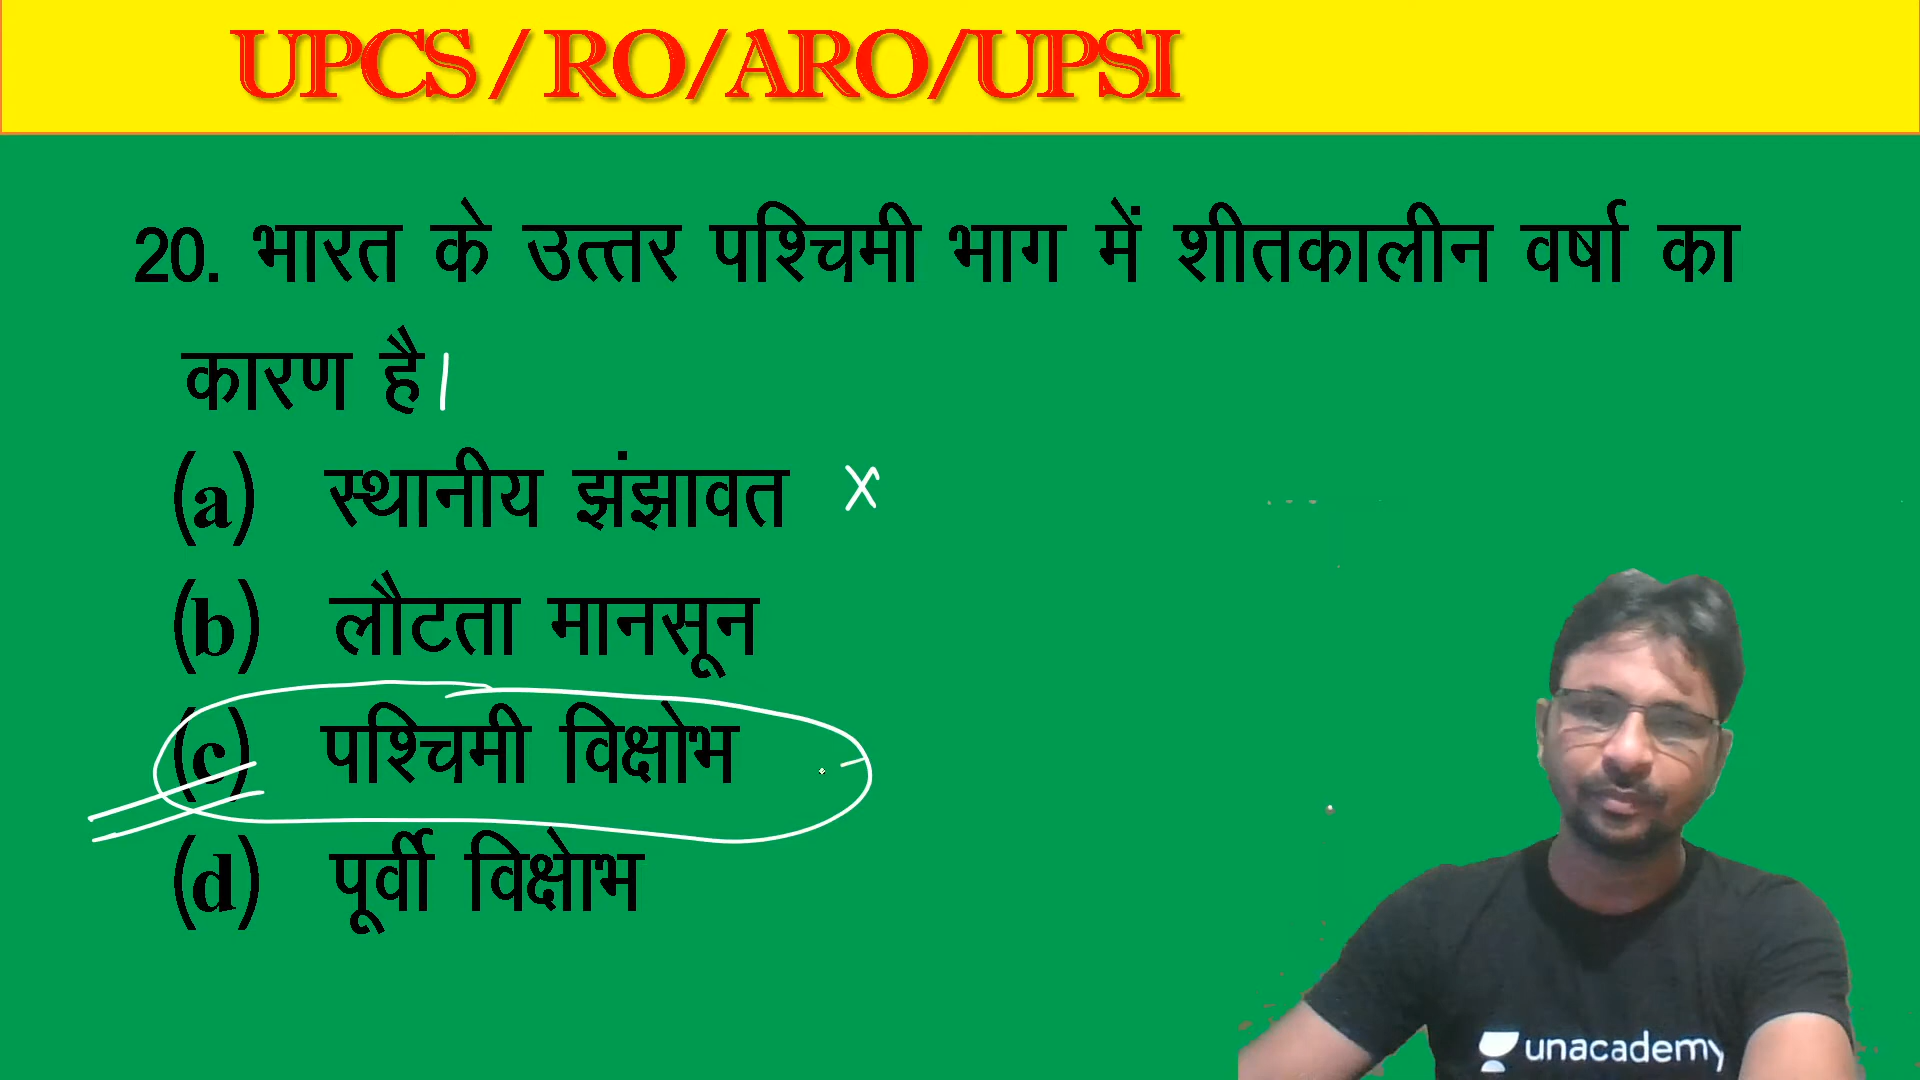 UPCS / RO/ARO/UPSI
20. भारत के उत्तर पश्चिमी भाग में शीतकालीन वर्षा का
कारण है।
(a) स्थानीय झंझावत X
(b) लौटता मानसून
(c) पश्चिमी विक्षोभ
(d) पूर्वी विक्षेाभ
unacademy